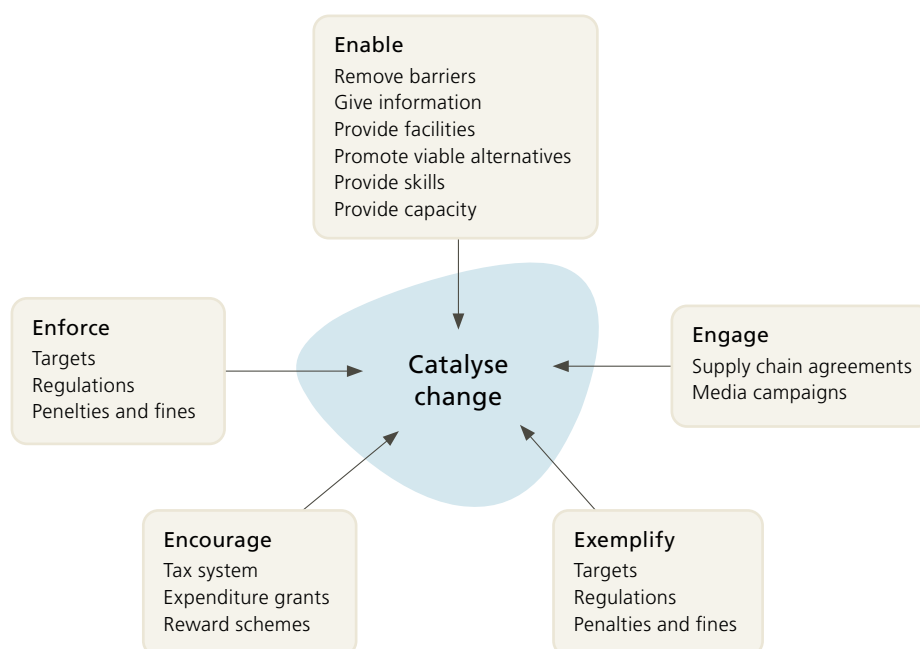 Enable
Remove barriers
Give information
Provide facilities
Promote viable alternatives
Provide skills
Provide capacity
Enforce
Targets
Regulations
Penelties and fines
Catalyse
change
Engage
Supply chain agreements
Media campaigns
Encourage
Tax system
Expenditure grants
Reward schemes
Exemplify
Targets
Regulations
Penalties and fines